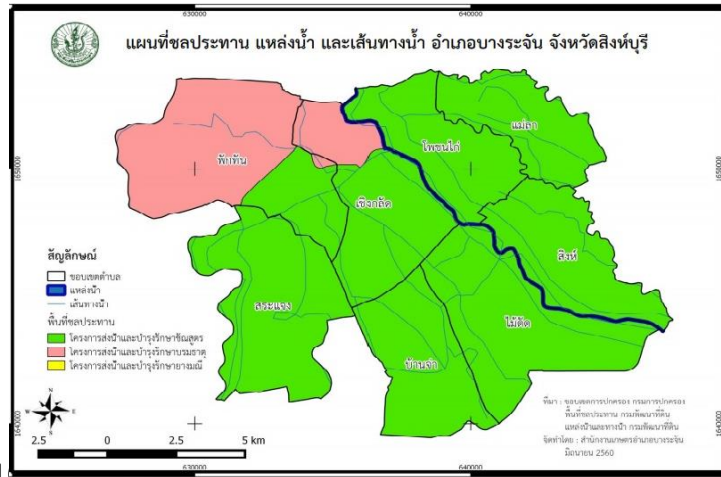 630000
640000
แผนที่ชลประทาน แหล่งน้ำ และเส้นทางน้ำ อำเภอบางระจัน จังหวัดสิงห์บุรี
แม่ลา
โพชนไก่
พักทัน
1650000
1650000
เชิงกลัด
สิงห์
สระแจง
ไม้ดัด
บ้านจ่า
สัญลักษณ์
ขอบเขตตำบล
แหล่งน้ำ
เส้นทางน้ำ
พื้นที่ชลประทาน
โครงการส่งน้ำและบำรุงรักษาชัณสูตร
โครงการส่งน้ำและบำรุงรักษาบรมธาตุ
โครงการส่งน้ำและบำรุงรักษายางมณี
N
E
S
W
ที่มา : ขอบเขตการปกครอง กรมการปกครอง
พื้นที่ชลประทาน กรมพัฒนาที่ดิน
แหล่งน้ำและทางน้ำ กรมพัฒนาที่ดิน
จัดทำโดย : สำนักงานเกษตรอำเภอบางระจัน
มิถุนายน 2560
1640000
1640000
2.5 0 2.5 5 km
630000
640000